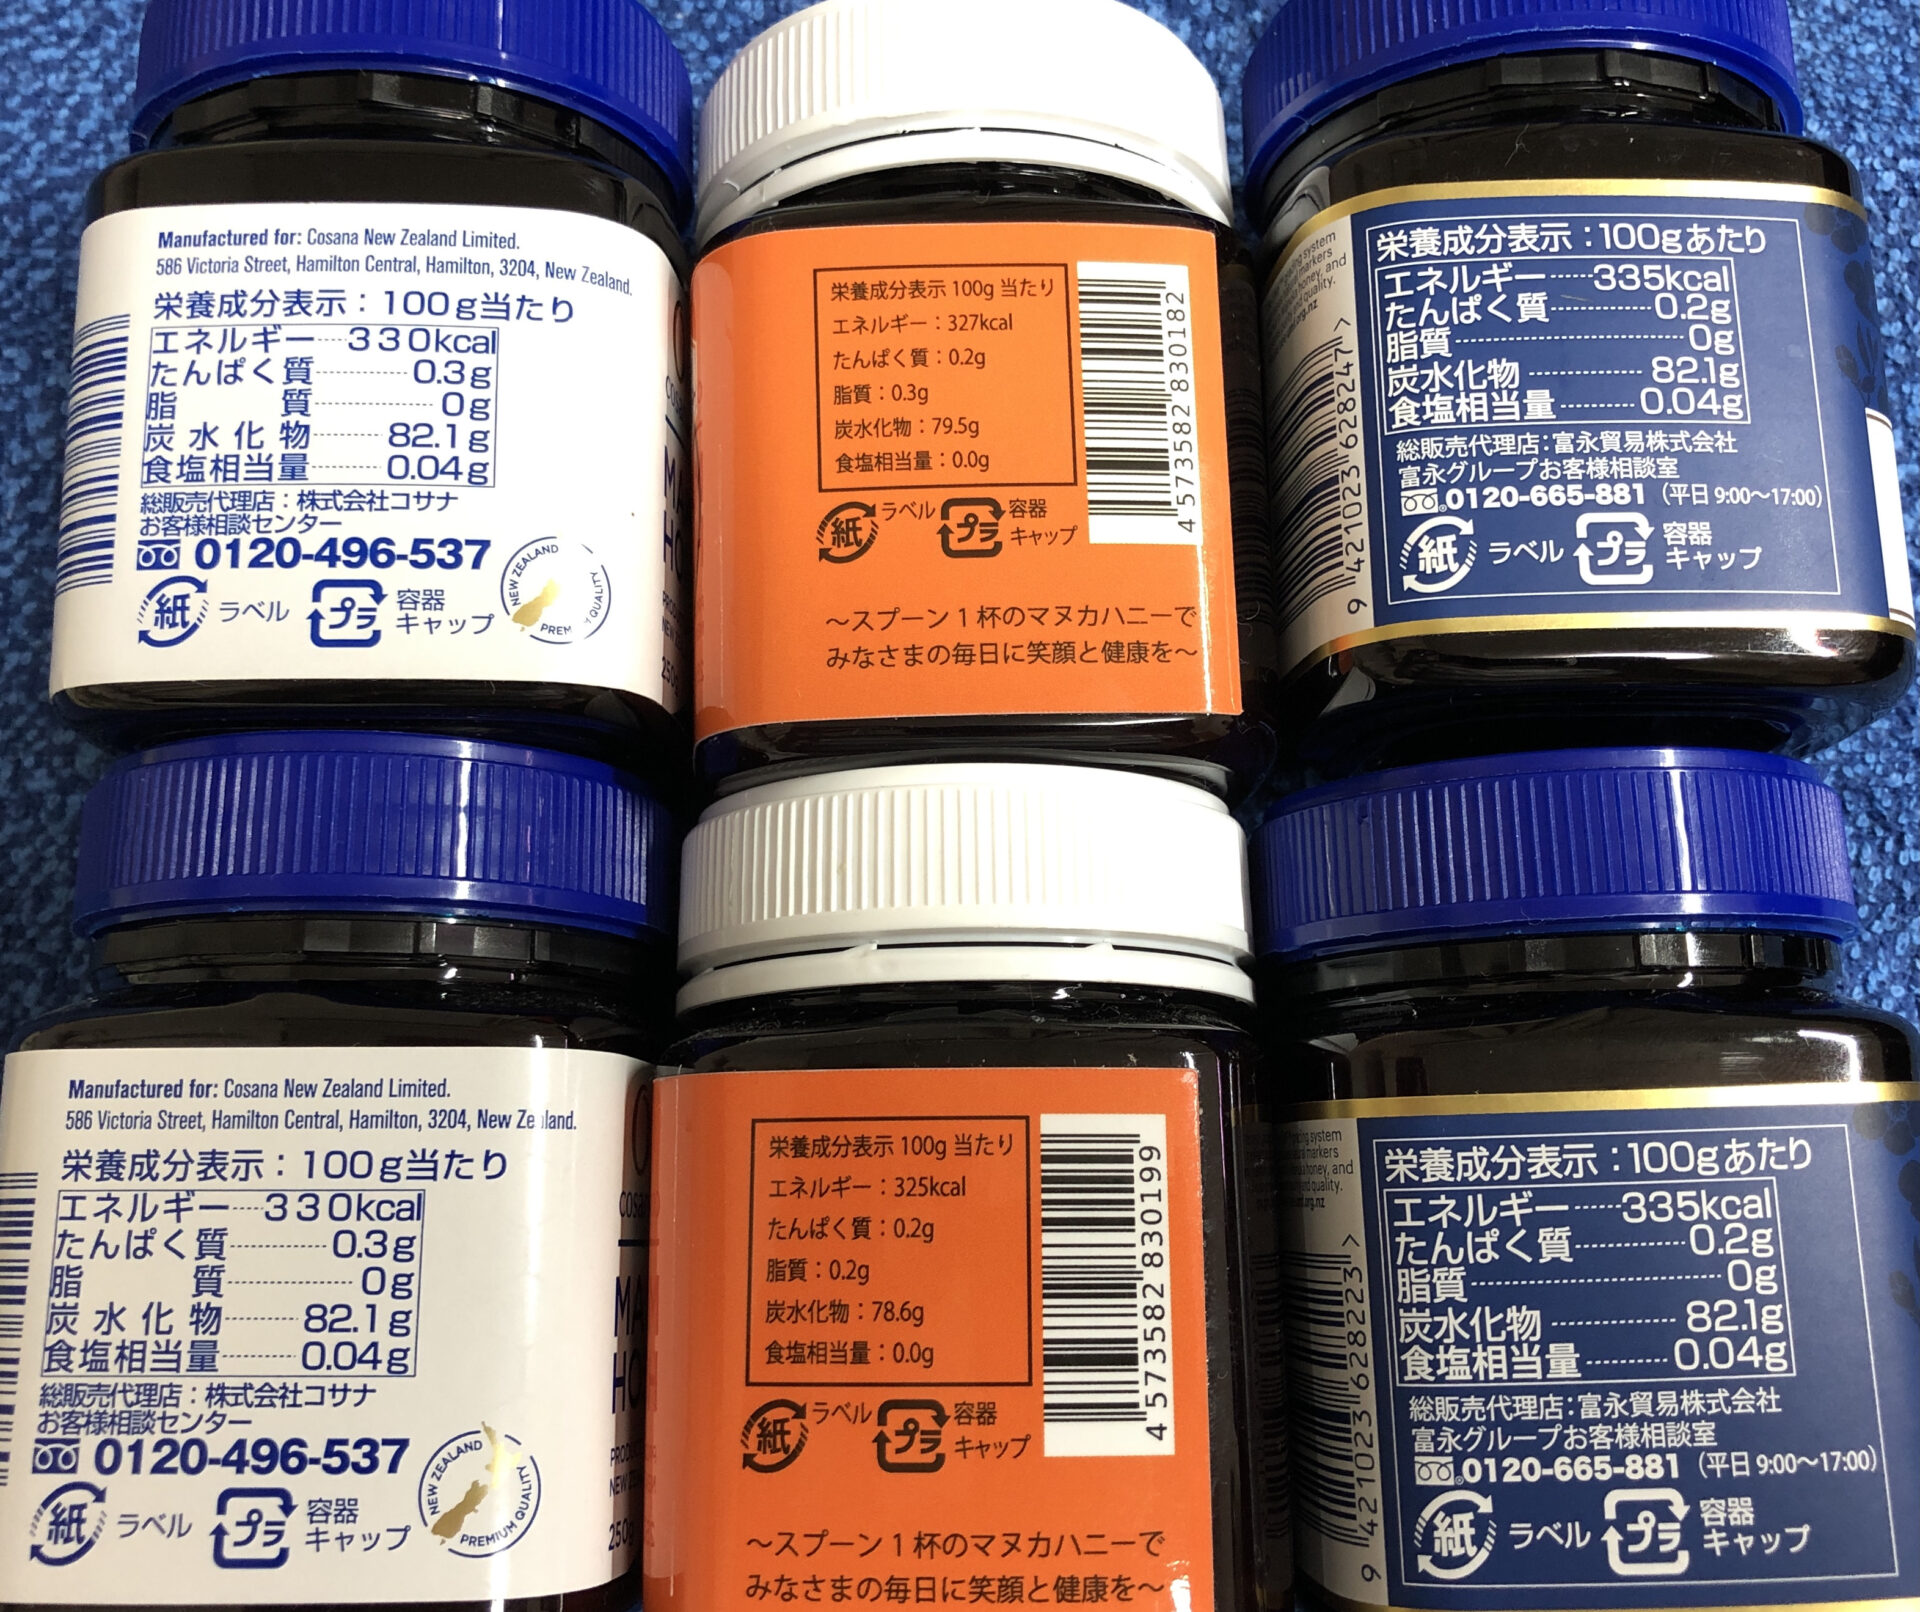 Manufactured for: Cosana New Zealand Limited.
586 Victoria Street, Hamilton Central, Hamilton, 3204, New Zealand.
栄養成分表示：100g当たり
エネルギー 330kcal
たんぱく質 0.3g
脂質 0g
炭水化物 82.1g
食塩相当量 0.04g
総販売代理店：株式会社コサナ
お客様相談センター
0120-496-537
紙 ラベル プラ 容器
キャップ
NEW ZEALAND
栄養成分表示 100g 当たり
エネルギー：327kcal
たんぱく質：0.2g
脂質：0.3g
炭水化物：79.5g
食塩相当量：0.0g
紙 ラベル プラ 容器
キャップ
4 573582 830182
～スプーン1杯のマヌカハニーで
みなさまの毎日に笑顔と健康を～
system
markers
honey, and
quality.
9 421023 628247 >
栄養成分表示：100gあたり
エネルギー 335kcal
たんぱく質 0.2g
脂質 0g
炭水化物 82.1g
食塩相当量 0.04g
総販売代理店：富永貿易株式会社
富永グループお客様相談室
0120-665-881（平日 9:00～17:00）
紙 ラベル プラ 容器
キャップ
Manufactured for: Cosana New Zealand Limited.
586 Victoria Street, Hamilton Central, Hamilton, 3204, New Zealand.
栄養成分表示：100g当たり
エネルギー 330kcal
たんぱく質 0.3g
脂質 0g
炭水化物 82.1g
食塩相当量 0.04g
総販売代理店：株式会社コサナ
お客様相談センター
0120-496-537
紙 ラベル プラ 容器
キャップ
NEW ZEALAND
PREMIUM QUALITY
250g
栄養成分表示 100g 当たり
エネルギー：325kcal
たんぱく質：0.2g
脂質：0.2g
炭水化物：78.6g
食塩相当量：0.0g
紙 ラベル プラ 容器
キャップ
4 573582 830199
～スプーン1杯のマヌカハニーで
みなさまの毎日に笑顔と健康を～
system
markers
honey, and
quality.
9 421023 628223 >
栄養成分表示：100gあたり
エネルギー 335kcal
たんぱく質 0.2g
脂質 0g
炭水化物 82.1g
食塩相当量 0.04g
総販売代理店：富永貿易株式会社
富永グループお客様相談室
0120-665-881（平日 9:00～17:00）
紙 ラベル プラ 容器
キャップ